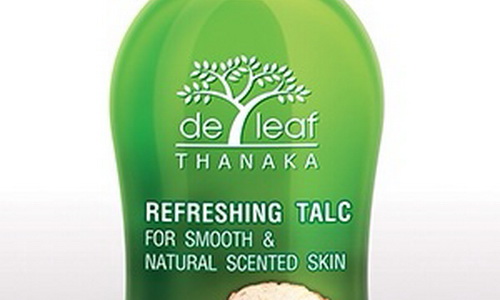 de leaf
THANAKA
REFRESHING TALC
FOR SMOOTH &
NATURAL SCENTED SKIN